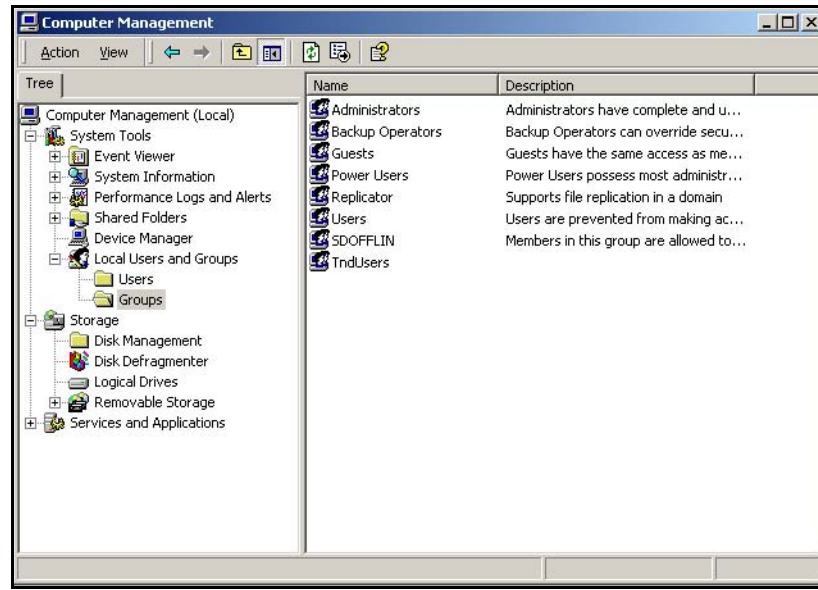 Computer Management
Action View
Tree
Computer Management (Local)
System Tools
Event Viewer
System Information
Performance Logs and Alerts
Shared Folders
Device Manager
Local Users and Groups
Users
Groups
Storage
Disk Management
Disk Defragmenter
Logical Drives
Removable Storage
Services and Applications
Name Description
Administrators Administrators have complete and u...
Backup Operators Backup Operators can override secu...
Guests Guests have the same access as me...
Power Users Power Users possess most administr...
Replicator Supports file replication in a domain
Users Users are prevented from making ac...
SDOFFLIN Members in this group are allowed to...
TndUsers